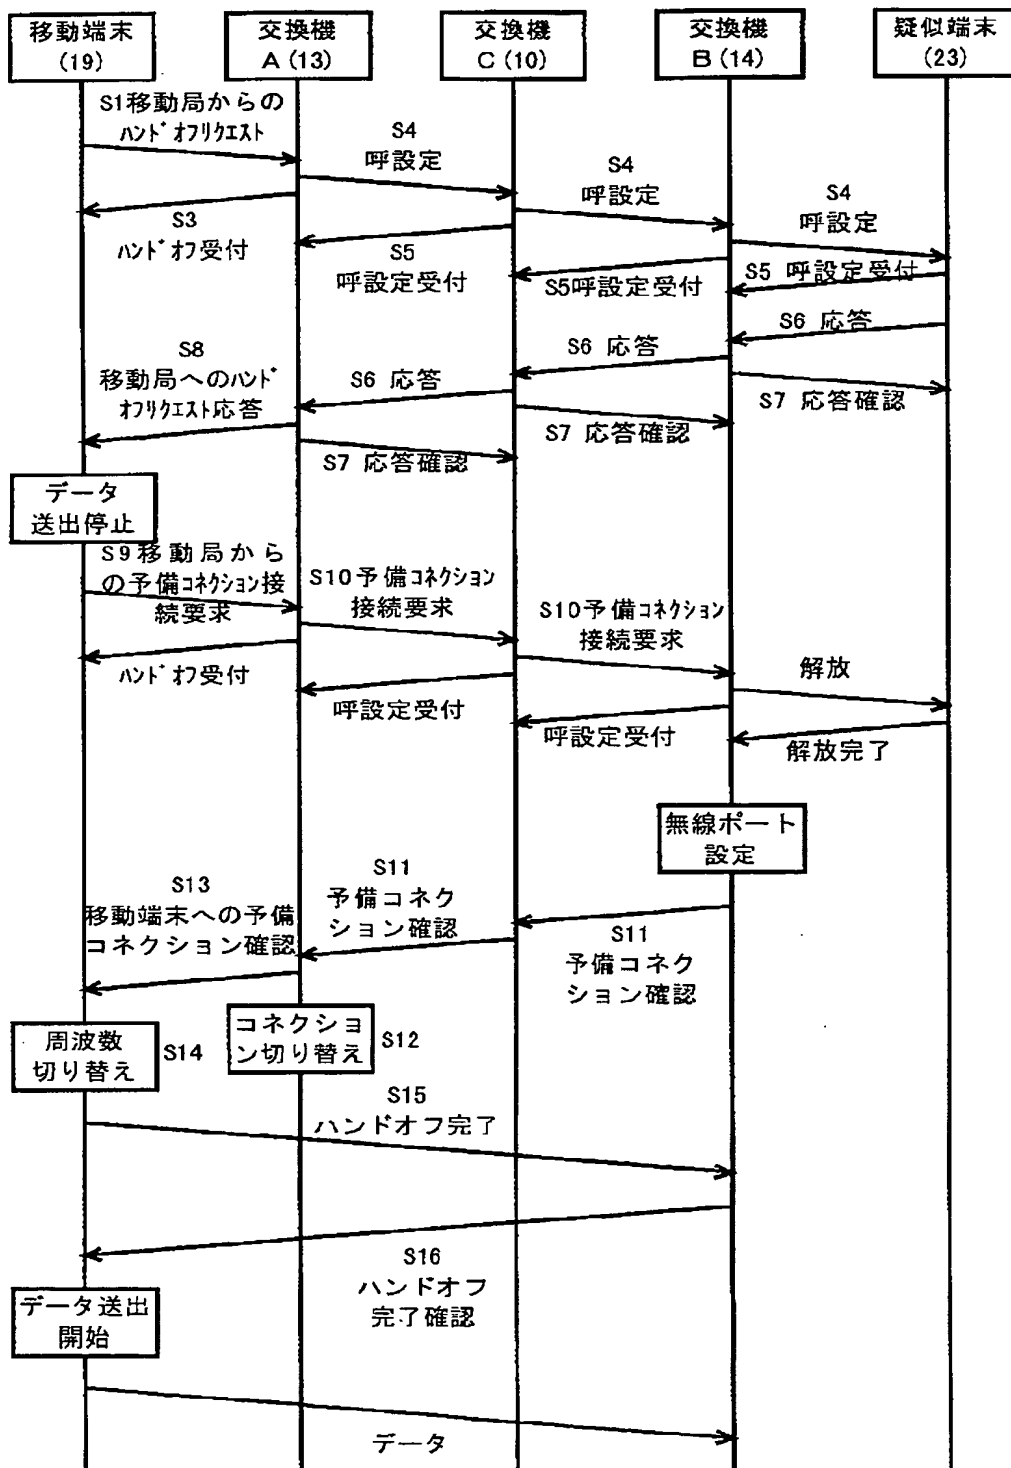 移動端末
(19)
交換機
A(13)
交換機
C(10)
交換機
B(14)
疑似端末
(23)
S1移動局からの
ﾊﾝﾄﾞｵﾌﾘｸｴｽﾄ
S4
呼設定
S4
呼設定
S4
呼設定
S3
ﾊﾝﾄﾞｵﾌ受付
S5
呼設定受付
S5呼設定受付
S5 呼設定受付
S6 応答
S6 応答
S6 応答
S8
移動局へのﾊﾝﾄﾞ
ｵﾌﾘｸｴｽﾄ応答
S7 応答確認
S7 応答確認
S7 応答確認
データ
送出停止
S9移動局から
の予備ｺﾈｸｼｮﾝ接
続要求
S10予備ｺﾈｸｼｮﾝ
接続要求
S10予備ｺﾈｸｼｮﾝ
接続要求
ﾊﾝﾄﾞｵﾌ受付
呼設定受付
呼設定受付
解放
解放完了
無線ポート
設定
S11
予備コネク
ション確認
S11
予備コネク
ション確認
S13
移動端末への予備
コネクション確認
コネクショ
ン切り替え
S12
周波数
切り替え
S14
S15
ハンドオフ完了
S16
ハンドオフ
完了確認
データ送出
開始
データ